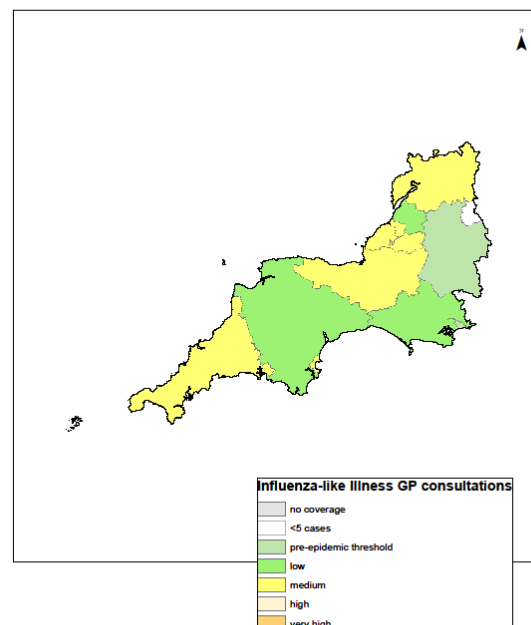 N
Influenza-like Illness GP consultations
no coverage
<5 cases
pre-epidemic threshold
low
medium
high
very high